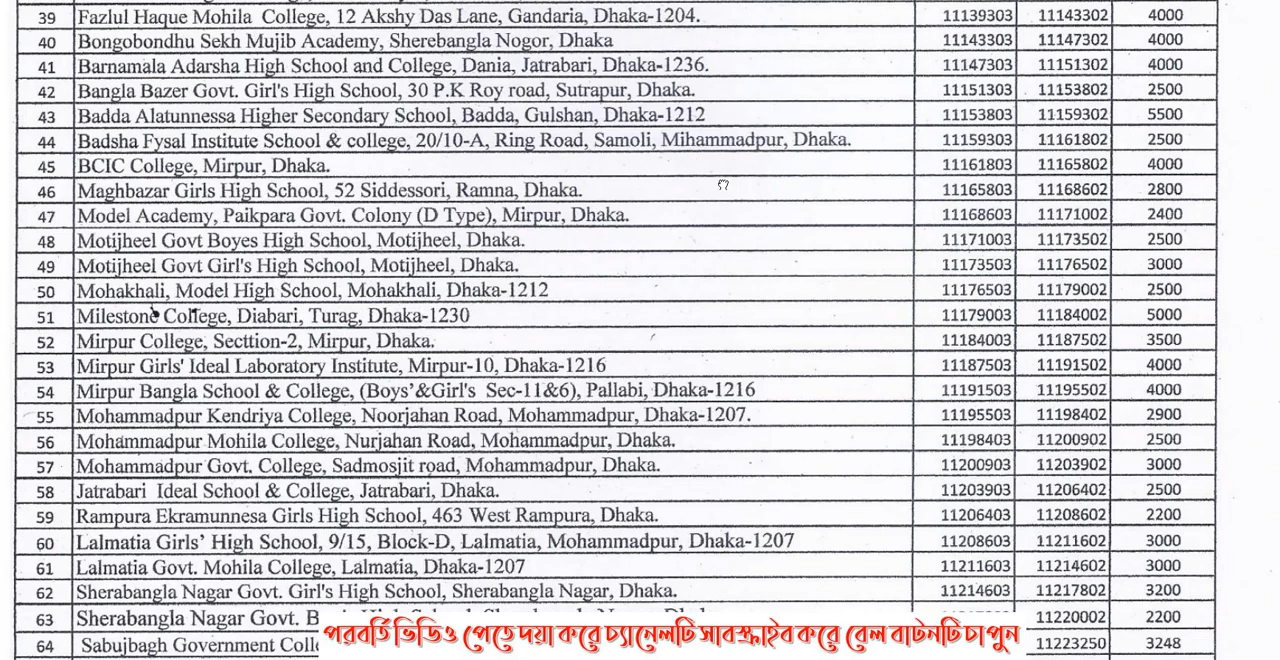 39 Fazlul Haque Mohila College, 12 Akshy Das Lane, Gandaria, Dhaka-1204. 11139303 11143302 4000
40 Bongobondhu Sekh Mujib Academy, Sherebangla Nogor, Dhaka 11143303 11147302 4000
41 Barnamala Adarsha High School and College, Dania, Jatrabari, Dhaka-1236. 11147303 11151302 4000
42 Bangla Bazer Govt. Girl's High School, 30 P.K Roy road, Sutrapur, Dhaka. 11151303 11153802 2500
43 Badda Alatunnessa Higher Secondary School, Badda, Gulshan, Dhaka-1212 11153803 11159302 5500
44 Badsha Fysal Institute School & college, 20/10-A, Ring Road, Samoli, Mihammadpur, Dhaka. 11159303 11161802 2500
45 BCIC College, Mirpur, Dhaka. 11161803 11165802 4000
46 Maghbazar Girls High School, 52 Siddessori, Ramna, Dhaka. 11165803 11168602 2800
47 Model Academy, Paikpara Govt. Colony (D Type), Mirpur, Dhaka. 11168603 11171002 2400
48 Motijheel Govt Boyes High School, Motijheel, Dhaka. 11171003 11173502 2500
49 Motijheel Govt Girl's High School, Motijheel, Dhaka. 11173503 11176502 3000
50 Mohakhali, Model High School, Mohakhali, Dhaka-1212 11176503 11179002 2500
51 Milestone College, Diabari, Turag, Dhaka-1230 11179003 11184002 5000
52 Mirpur College, Secttion-2, Mirpur, Dhaka. 11184003 11187502 3500
53 Mirpur Girls' Ideal Laboratory Institute, Mirpur-10, Dhaka-1216 11187503 11191502 4000
54 Mirpur Bangla School & College, (Boys'&Girl's Sec-11&6), Pallabi, Dhaka-1216 11191503 11195502 4000
55 Mohammadpur Kendriya College, Noorjahan Road, Mohammadpur, Dhaka-1207. 11195503 11198402 2900
56 Mohammadpur Mohila College, Nurjahan Road, Mohammadpur, Dhaka. 11198403 11200902 2500
57 Mohammadpur Govt. College, Sadmosjit road, Mohammadpur, Dhaka. 11200903 11203902 3000
58 Jatrabari Ideal School & College, Jatrabari, Dhaka. 11203903 11206402 2500
59 Rampura Ekramunnesa Girls High School, 463 West Rampura, Dhaka. 11206403 11208602 2200
60 Lalmatia Girls' High School, 9/15, Block-D, Lalmatia, Mohammadpur, Dhaka-1207 11208603 11211602 3000
61 Lalmatia Govt. Mohila College, Lalmatia, Dhaka-1207 11211603 11214602 3000
62 Sherabangla Nagar Govt. Girl's High School, Sherabangla Nagar, Dhaka. 11214603 11217802 3200
63 Sherabangla Nagar Govt. 11220002 2200
64 Sabujbagh Government 11223250 3248
পরবর্তি ভিডিও পেতে দয়া করে চ্যানেলটি সাবস্ক্রাইব করে বেল বাটনটি চাপুন